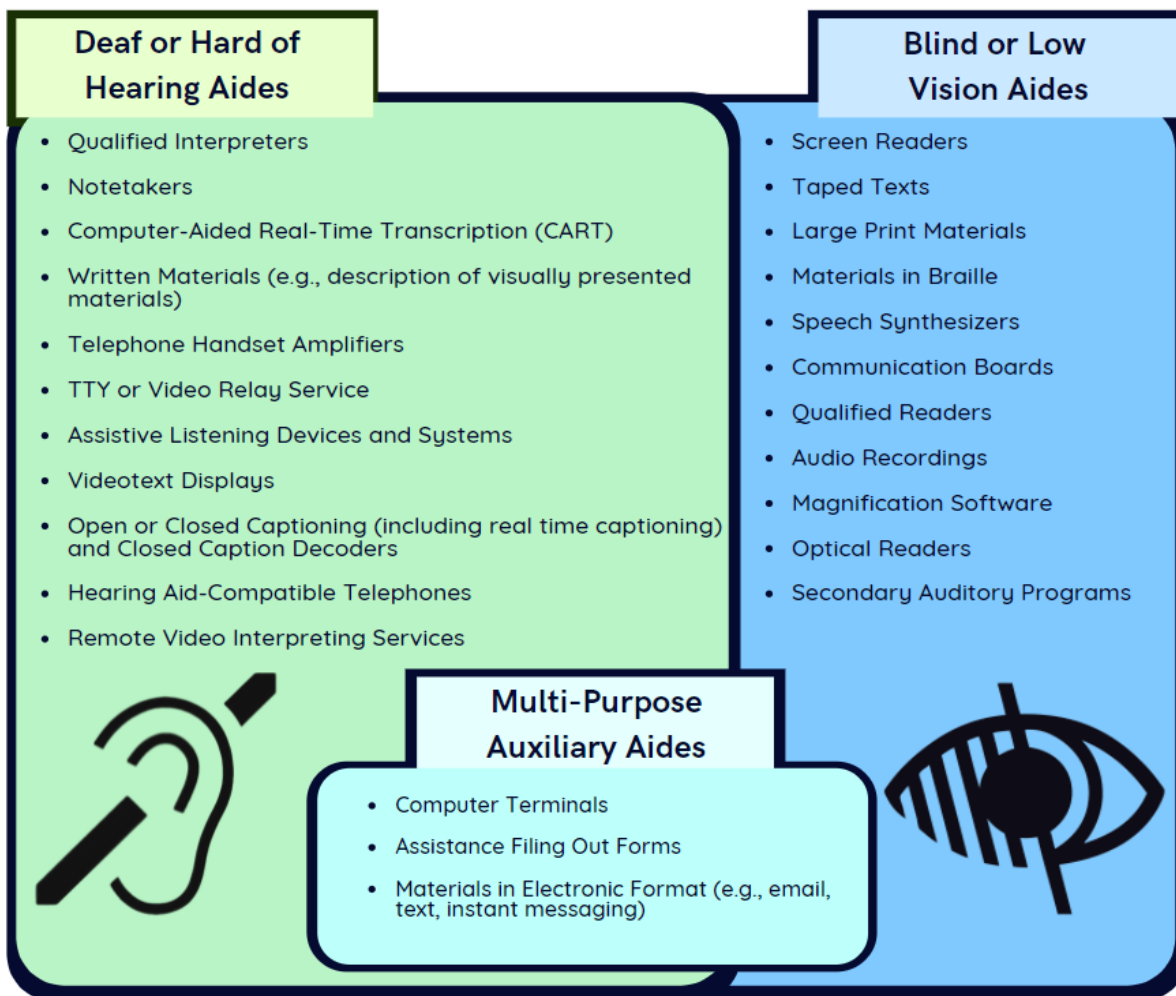 Deaf or Hard of
Hearing Aides
• Qualified Interpreters
• Notetakers
• Computer-Aided Real-Time Transcription (CART)
• Written Materials (e.g., description of visually presented
materials)
• Telephone Handset Amplifiers
• TTY or Video Relay Service
• Assistive Listening Devices and Systems
• Videotext Displays
• Open or Closed Captioning (including real time captioning)
and Closed Caption Decoders
• Hearing Aid-Compatible Telephones
• Remote Video Interpreting Services
Blind or Low
Vision Aides
• Screen Readers
• Taped Texts
• Large Print Materials
• Materials in Braille
• Speech Synthesizers
• Communication Boards
• Qualified Readers
• Audio Recordings
• Magnification Software
• Optical Readers
• Secondary Auditory Programs
Multi-Purpose
Auxiliary Aides
• Computer Terminals
• Assistance Filing Out Forms
• Materials in Electronic Format (e.g., email,
text, instant messaging)